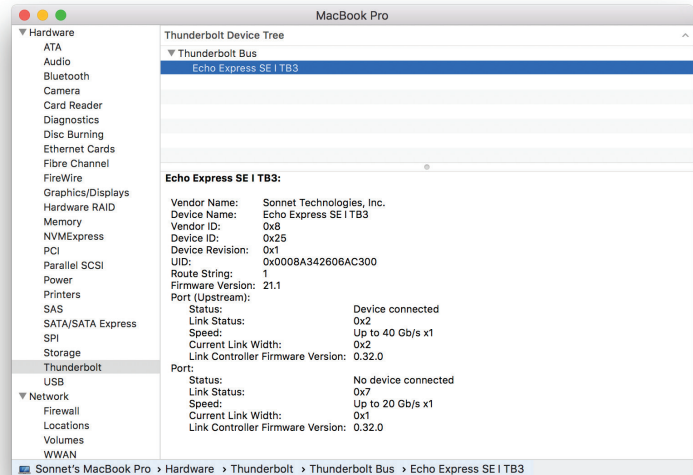 MacBook Pro
Hardware
ATA
Audio
Bluetooth
Camera
Card Reader
Diagnostics
Disc Burning
Ethernet Cards
Fibre Channel
FireWire
Graphics/Displays
Hardware RAID
Memory
NVMExpress
PCI
Parallel SCSI
Power
Printers
SAS
SATA/SATA Express
SPI
Storage
Thunderbolt
USB
Network
Firewall
Locations
Volumes
WWAN
Thunderbolt Device Tree
Thunderbolt Bus
Echo Express SE I TB3
Echo Express SE I TB3:
Vendor Name: Sonnet Technologies, Inc.
Device Name: Echo Express SE I TB3
Vendor ID: 0x8
Device ID: 0x25
Device Revision: 0x1
UID: 0x0008A342606AC300
Route String: 1
Firmware Version: 21.1
Port (Upstream):
Status: Device connected
Link Status: 0x2
Speed: Up to 40 Gb/s x1
Current Link Width: 0x2
Link Controller Firmware Version: 0.32.0
Port:
Status: No device connected
Link Status: 0x7
Speed: Up to 20 Gb/s x1
Current Link Width: 0x1
Link Controller Firmware Version: 0.32.0
Sonnet's MacBook Pro › Hardware › Thunderbolt › Thunderbolt Bus › Echo Express SE I TB3